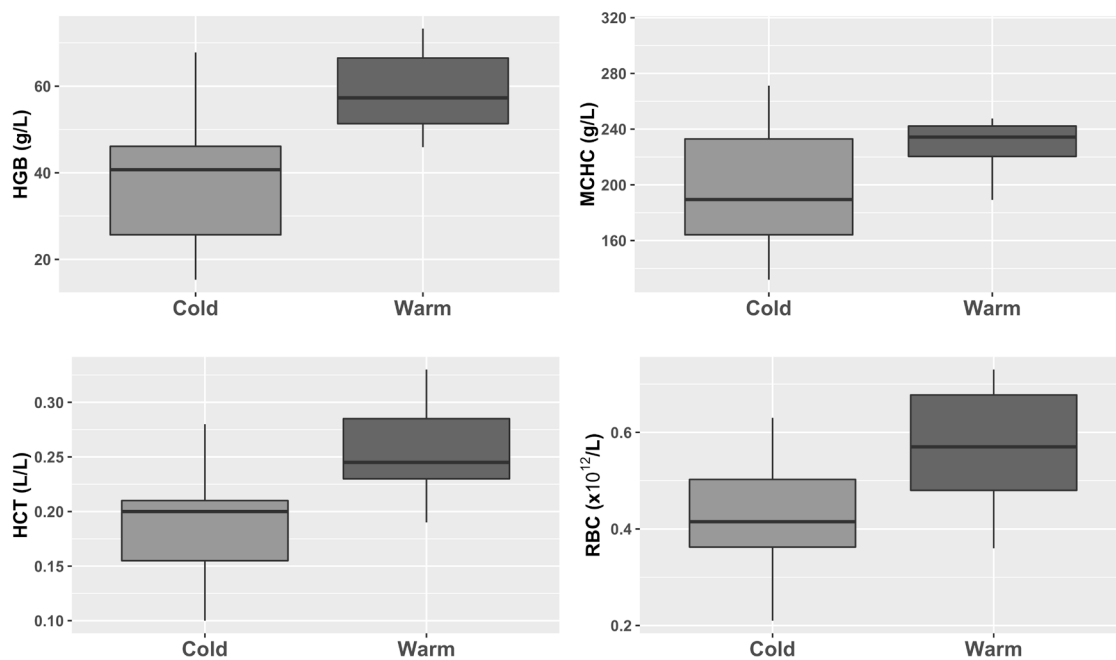 HGB (g/L)
60
40
20
Cold Warm
MCHC (g/L)
320
280
240
200
160
Cold Warm
HCT (L/L)
0.30
0.25
0.20
0.15
0.10
Cold Warm
RBC (x10¹²/L)
0.6
0.4
0.2
Cold Warm